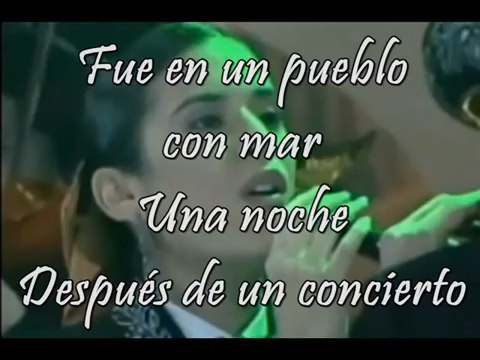 Fue en un pueblo
con mar
Una noche
Después de un concierto